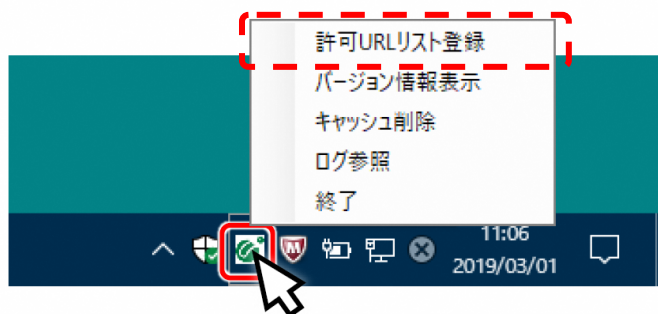 許可URLリスト登録
バージョン情報表示
キャッシュ削除
ログ参照
終了
11:06
2019/03/01